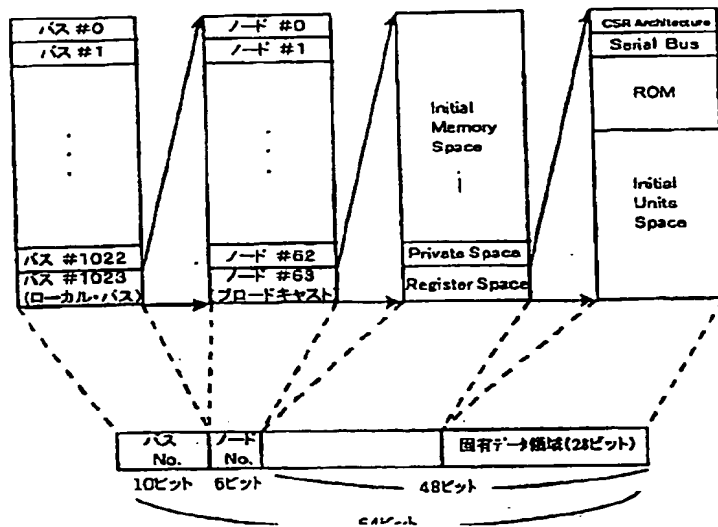 バス #0
バス #1
バス #1022
バス #1023
(ローカル・バス)
ノード #0
ノード #1
ノード #62
ノード #63
(ブロードキャスト)
Initial
Memory
Space
Private Space
Register Space
CSR Architecture
Serial Bus
ROM
Initial
Units
Space
バス
No.
ノード
No.
固有データ領域(28ビット)
10ビット
6ビット
48ビット
64ビット